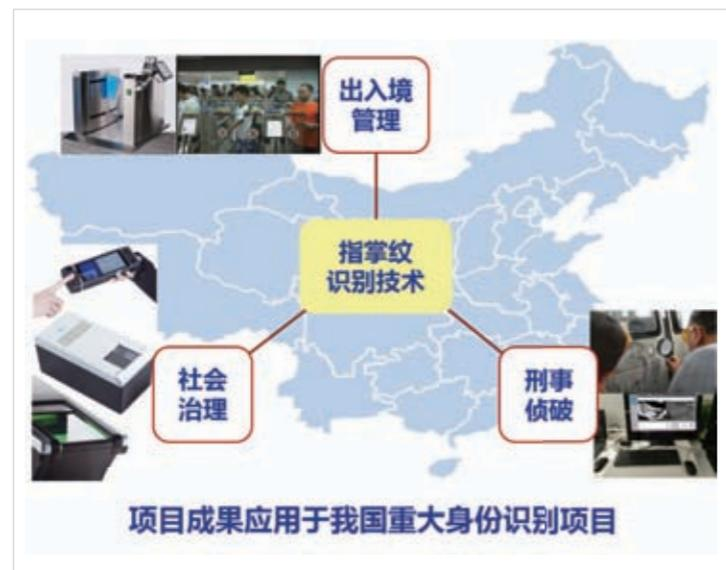 出入境
管理
指掌纹
识别技术
社会
治理
刑事
侦破
项目成果应用于我国重大身份识别项目